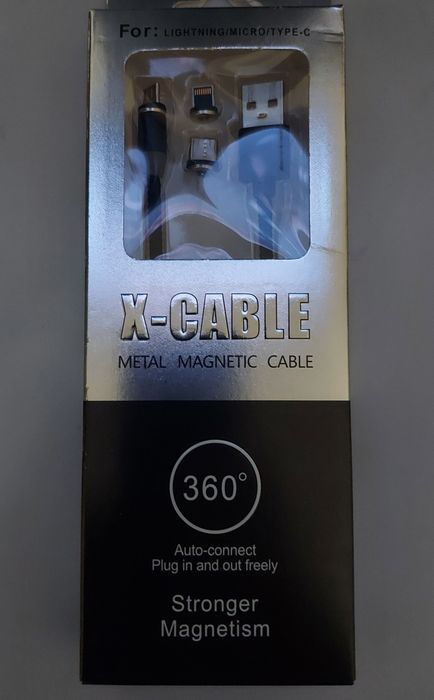 For: LIGHTNING/MICRO/TYPE-C
X-CABLE
METAL MAGNETIC CABLE
360°
Auto-connect
Plug in and out freely
Stronger
Magnetism